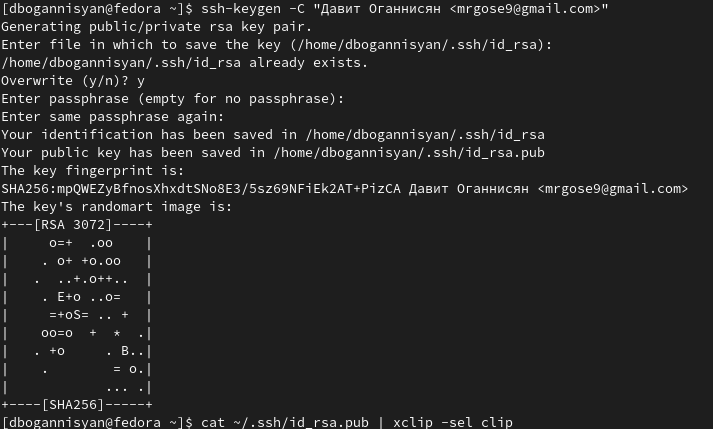 [dbogannisyan@fedora ~]$ ssh-keygen -C "Давит Оганнисян <mrgose9@gmail.com>"
Generating public/private rsa key pair.
Enter file in which to save the key (/home/dbogannisyan/.ssh/id_rsa):
/home/dbogannisyan/.ssh/id_rsa already exists.
Overwrite (y/n)? y
Enter passphrase (empty for no passphrase):
Enter same passphrase again:
Your identification has been saved in /home/dbogannisyan/.ssh/id_rsa
Your public key has been saved in /home/dbogannisyan/.ssh/id_rsa.pub
The key fingerprint is:
SHA256:mpQWEZyBfnosXhxdtSNo8E3/5sz69NFiEk2AT+PizCA Давит Оганнисян <mrgose9@gmail.com>
The key's randomart image is:
+---[RSA 3072]----+
|     o=+  .oo    |
|    . o+ +o.oo   |
|   .  ..+.o++..  |
|    . E+o ..o=   |
|     =+oS= .. +  |
|    oo=o  +  *  .|
|   . +o     . B..|
|    .        = o.|
|            ... .|
+----[SHA256]-----+
[dbogannisyan@fedora ~]$ cat ~/.ssh/id_rsa.pub | xclip -sel clip